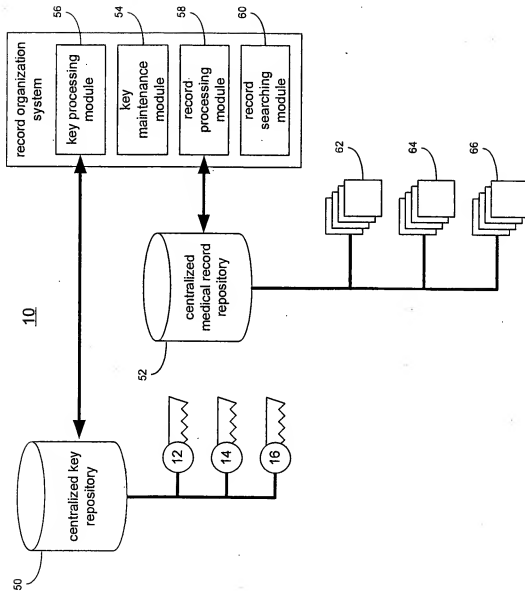 10
record organization
system
56
key processing
module
54
key
maintenance
module
58
record
processing
module
60
record
searching
module
50
centralized key
repository
12
14
16
52
centralized
medical record
repository
62
64
66